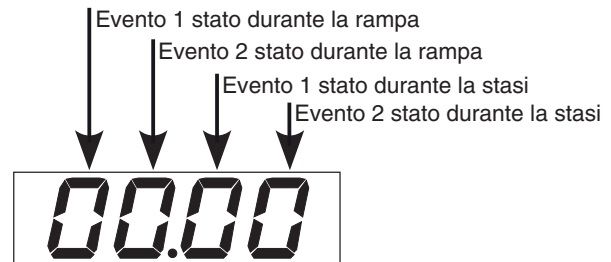 Evento 1 stato durante la rampa
Evento 2 stato durante la rampa
Evento 1 stato durante la stasi
Evento 2 stato durante la stasi
00.00